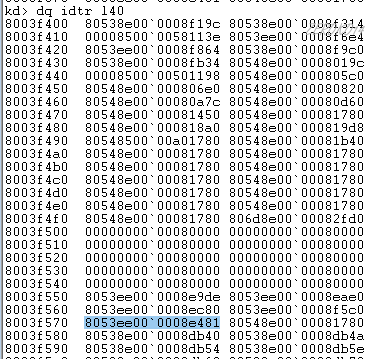 kd> dq idtr l40
8003f400  80538e00`0008f19c 80538e00`0008f314
8003f410  00008500`0058113e 80538e00`0008f6e4
8003f420  8053ee00`0008f864 80538e00`0008f9c0
8003f430  80538e00`0008fb34 80548e00`0008019c
8003f440  00008500`00501198 80548e00`000805c0
8003f450  80548e00`000806e0 80548e00`00080820
8003f460  80548e00`00080a7c 80548e00`00080d60
8003f470  80548e00`00081450 80548e00`00081780
8003f480  80548e00`000818a0 80548e00`000819d8
8003f490  80548500`00a01780 80548e00`00081b40
8003f4a0  80548e00`00081780 80548e00`00081780
8003f4b0  80548e00`00081780 80548e00`00081780
8003f4c0  80548e00`00081780 80548e00`00081780
8003f4d0  80548e00`00081780 80548e00`00081780
8003f4e0  80548e00`00081780 80548e00`00081780
8003f4f0  80548e00`00081780 806d8e00`00082fd0
8003f500  00000000`00080000 00000000`00080000
8003f510  00000000`00080000 00000000`00080000
8003f520  00000000`00080000 00000000`00080000
8003f530  00000000`00080000 00000000`00080000
8003f540  00000000`00080000 00000000`00080000
8003f550  8053ee00`0008e9de 8053ee00`0008eae0
8003f560  8053ee00`0008ec80 8053ee00`0008f5c0
8003f570  8053ee00`0008e481 80548e00`00081780
8003f580  80538e00`0008db40 80538e00`0008db4a
8003f590  80538e00`0008db54 80538e00`0008db5e